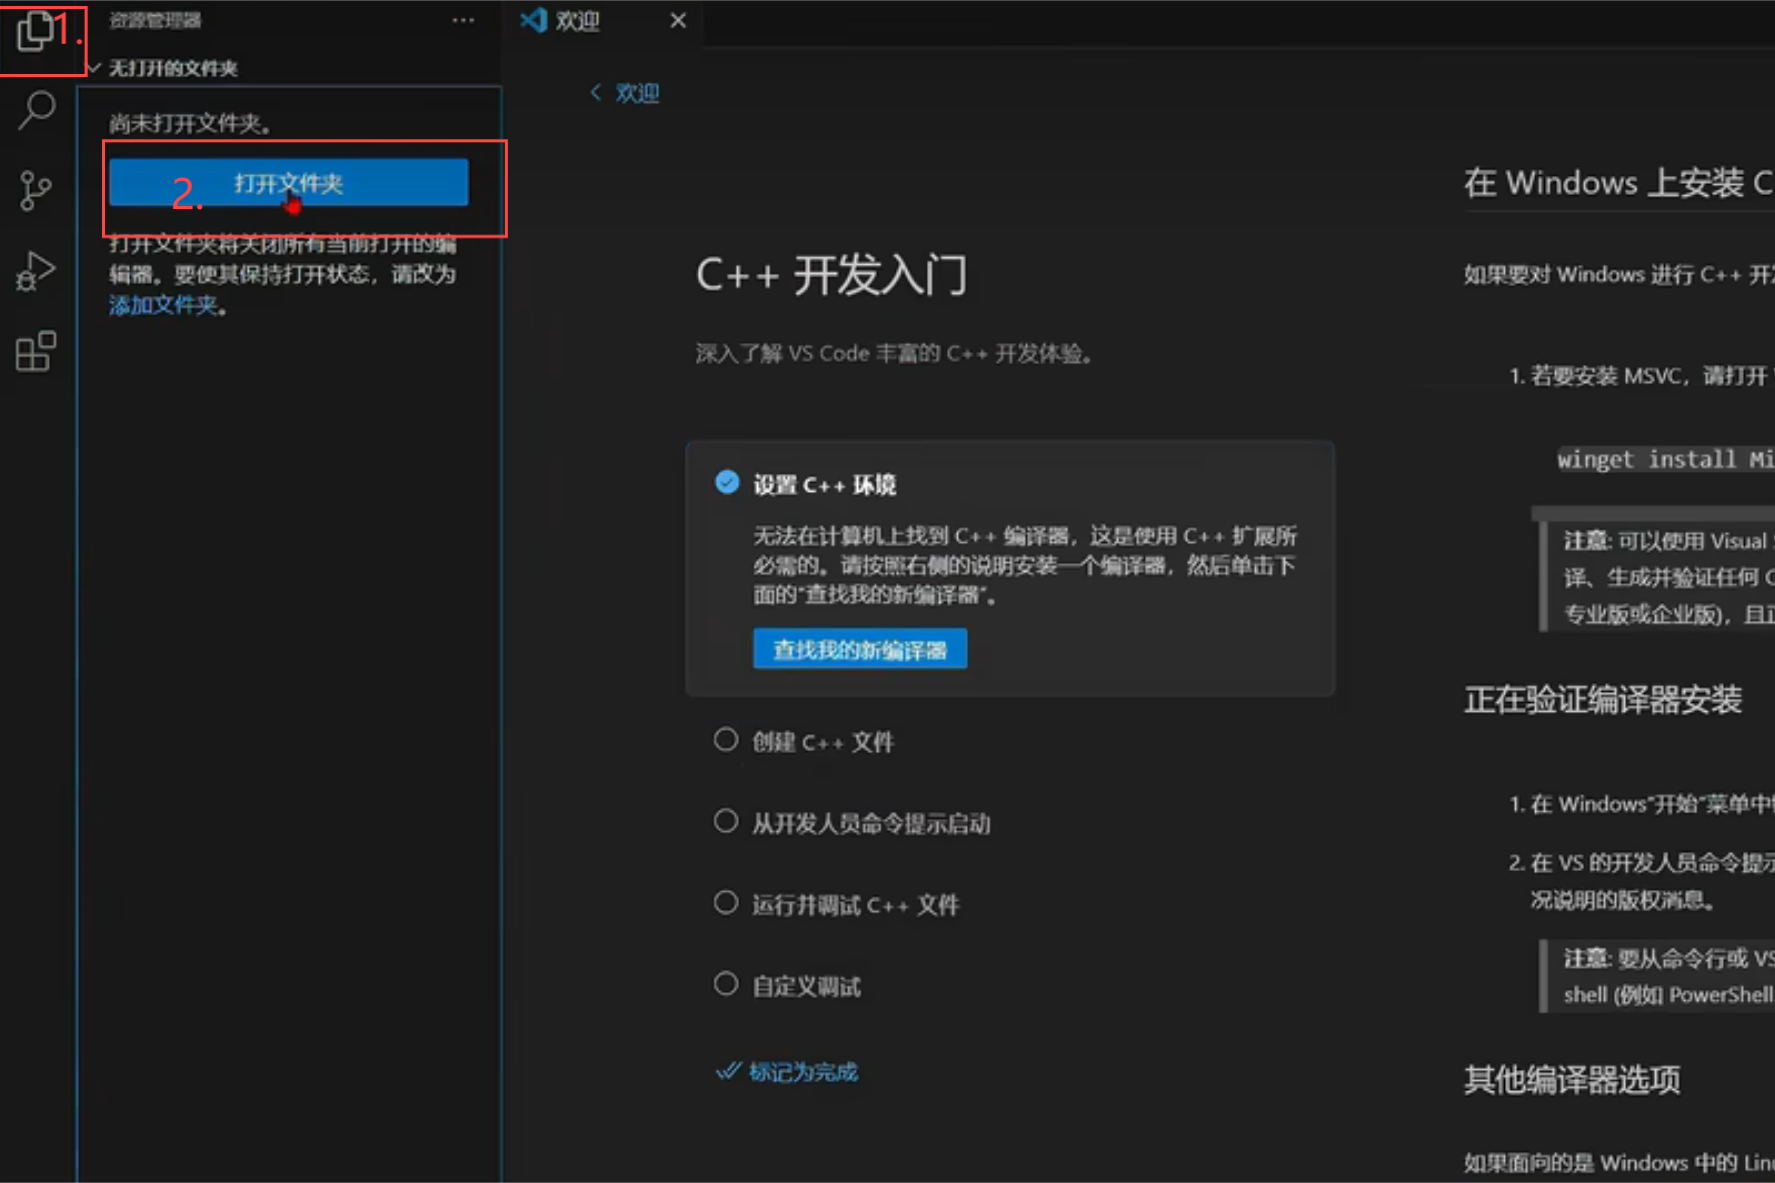 1.
资源管理器
欢迎
无打开的文件夹
尚未打开文件夹。
2.
打开文件夹
打开文件夹将关闭所有当前打开的编
辑器。要使其保持打开状态，请改为
添加文件夹。
欢迎
C++ 开发入门
深入了解 VS Code 丰富的 C++ 开发体验。
设置 C++ 环境
无法在计算机上找到 C++ 编译器，这是使用 C++ 扩展所
必需的。请按照右侧的说明安装一个编译器，然后单击下
面的"查找我的新编译器"。
查找我的新编译器
创建 C++ 文件
从开发人员命令提示启动
运行并调试 C++ 文件
自定义调试
标记为完成
在 Windows 上安装 C
如果要对 Windows 进行 C++ 开
1. 若要安装 MSVC，请打开
winget install Mi
注意: 可以使用 Visual
译、生成并验证任何 C
专业版或企业版)，且正
正在验证编译器安装
1. 在 Windows"开始"菜单中
2. 在 VS 的开发人员命令提示
况说明的版权消息。
注意: 要从命令行或 VS
shell (例如 PowerShell
其他编译器选项
如果面向的是 Windows 中的 Linu